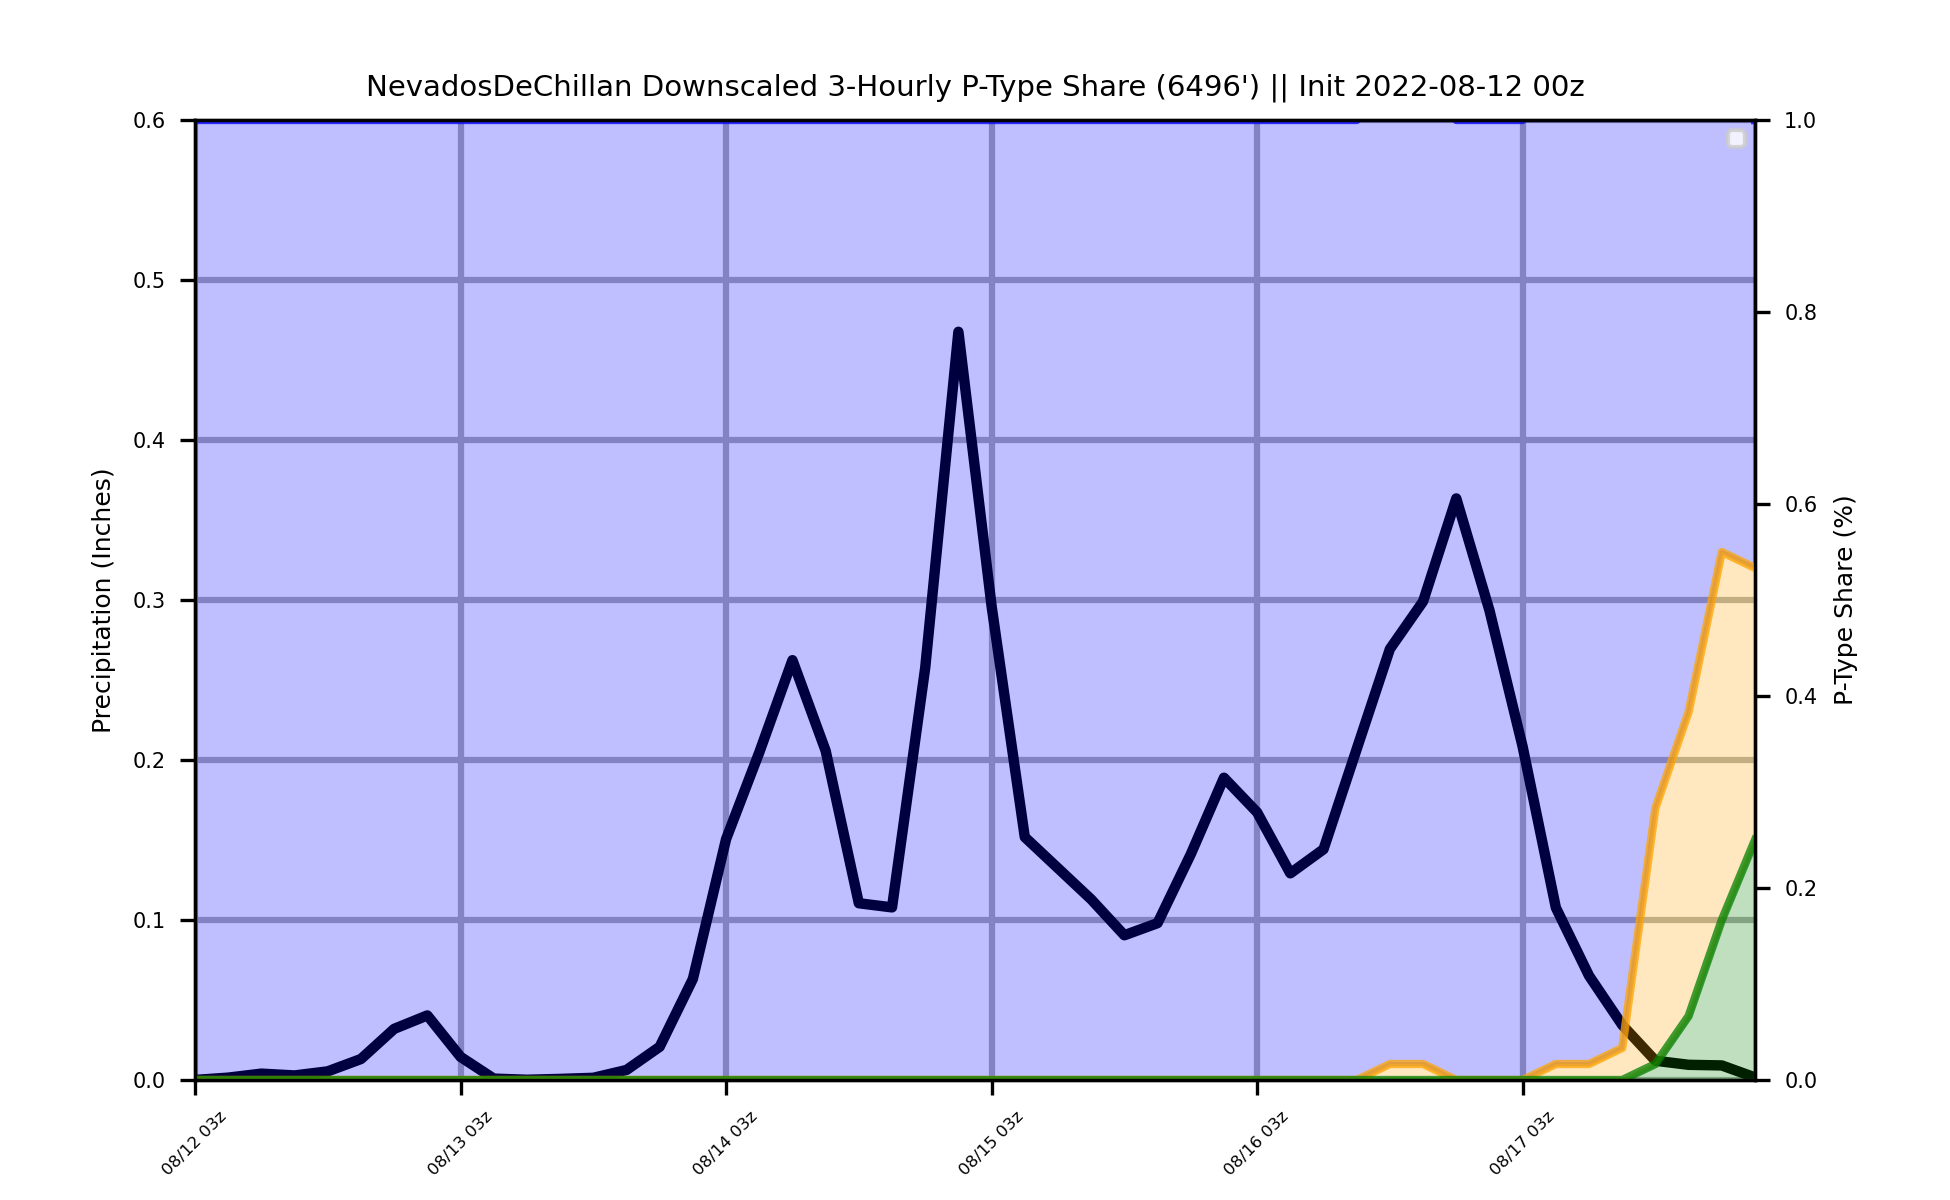 NevadosDeChillan Downscaled 3-Hourly P-Type Share (6496') || Init 2022-08-12 00z
0.6
0.5
0.4
0.3
0.2
0.1
0.0
Precipitation (Inches)
1.0
0.8
0.6
0.4
0.2
0.0
P-Type Share (%)
08/12 03z
08/13 03z
08/14 03z
08/15 03z
08/16 03z
08/17 03z